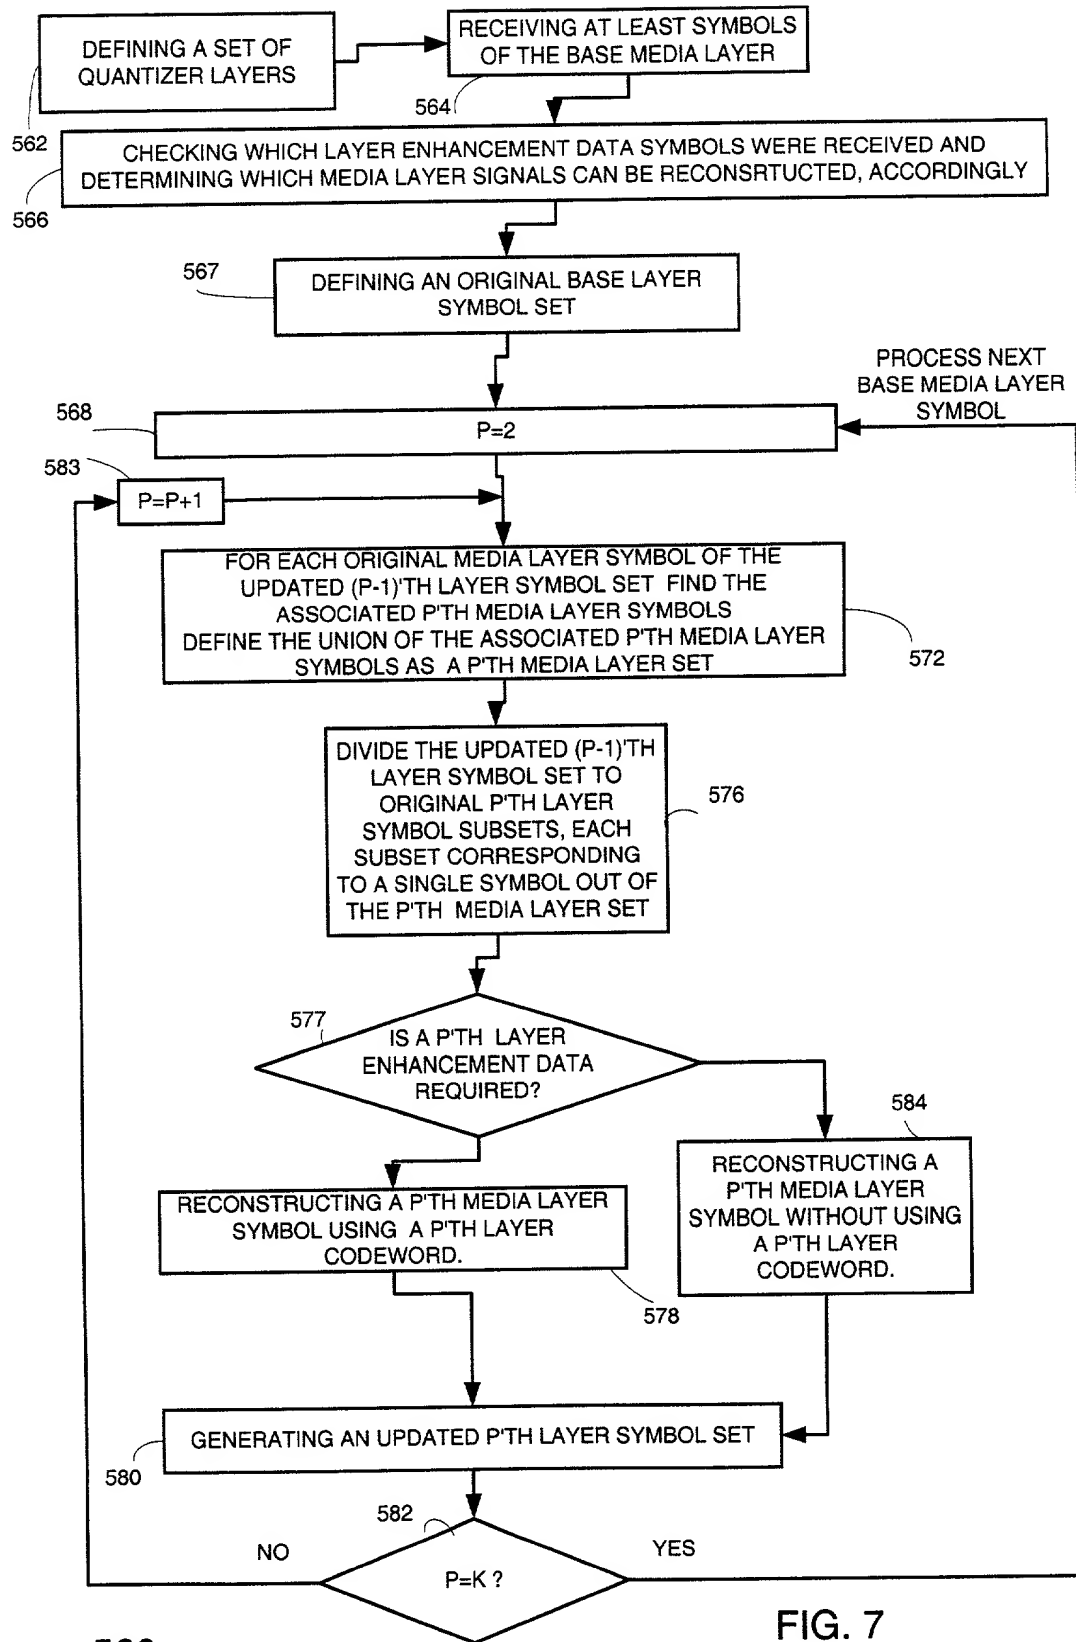 DEFINING A SET OF
QUANTIZER LAYERS
562
RECEIVING AT LEAST SYMBOLS
OF THE BASE MEDIA LAYER
564
CHECKING WHICH LAYER ENHANCEMENT DATA SYMBOLS WERE RECEIVED AND
DETERMINING WHICH MEDIA LAYER SIGNALS CAN BE RECONSRTUCTED, ACCORDINGLY
566
567
DEFINING AN ORIGINAL BASE LAYER
SYMBOL SET
PROCESS NEXT
BASE MEDIA LAYER
SYMBOL
568
P=2
583
P=P+1
FOR EACH ORIGINAL MEDIA LAYER SYMBOL OF THE
UPDATED (P-1)'TH LAYER SYMBOL SET FIND THE
ASSOCIATED P'TH MEDIA LAYER SYMBOLS
DEFINE THE UNION OF THE ASSOCIATED P'TH MEDIA LAYER
SYMBOLS AS A P'TH MEDIA LAYER SET
572
DIVIDE THE UPDATED (P-1)'TH
LAYER SYMBOL SET TO
ORIGINAL P'TH LAYER
SYMBOL SUBSETS, EACH
SUBSET CORRESPONDING
TO A SINGLE SYMBOL OUT OF
THE P'TH MEDIA LAYER SET
576
577
IS A P'TH LAYER
ENHANCEMENT DATA
REQUIRED?
584
RECONSTRUCTING A P'TH MEDIA LAYER
SYMBOL USING A P'TH LAYER
CODEWORD.
578
RECONSTRUCTING A
P'TH MEDIA LAYER
SYMBOL WITHOUT USING
A P'TH LAYER
CODEWORD.
GENERATING AN UPDATED P'TH LAYER SYMBOL SET
580
582
NO
P=K ?
YES
FIG. 7